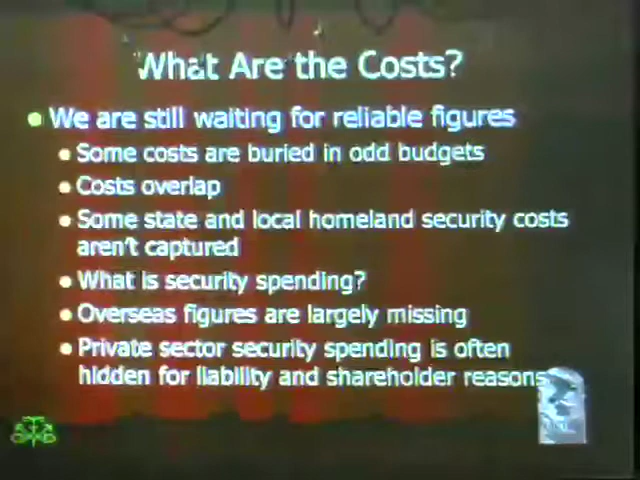 What Are the Costs?
We are still waiting for reliable figures
Some costs are buried in odd budgets
Costs overlap
Some state and local homeland security costs
aren't captured
What is security spending?
Overseas figures are largely missing
Private sector security spending is often
hidden for liability and shareholder reasons